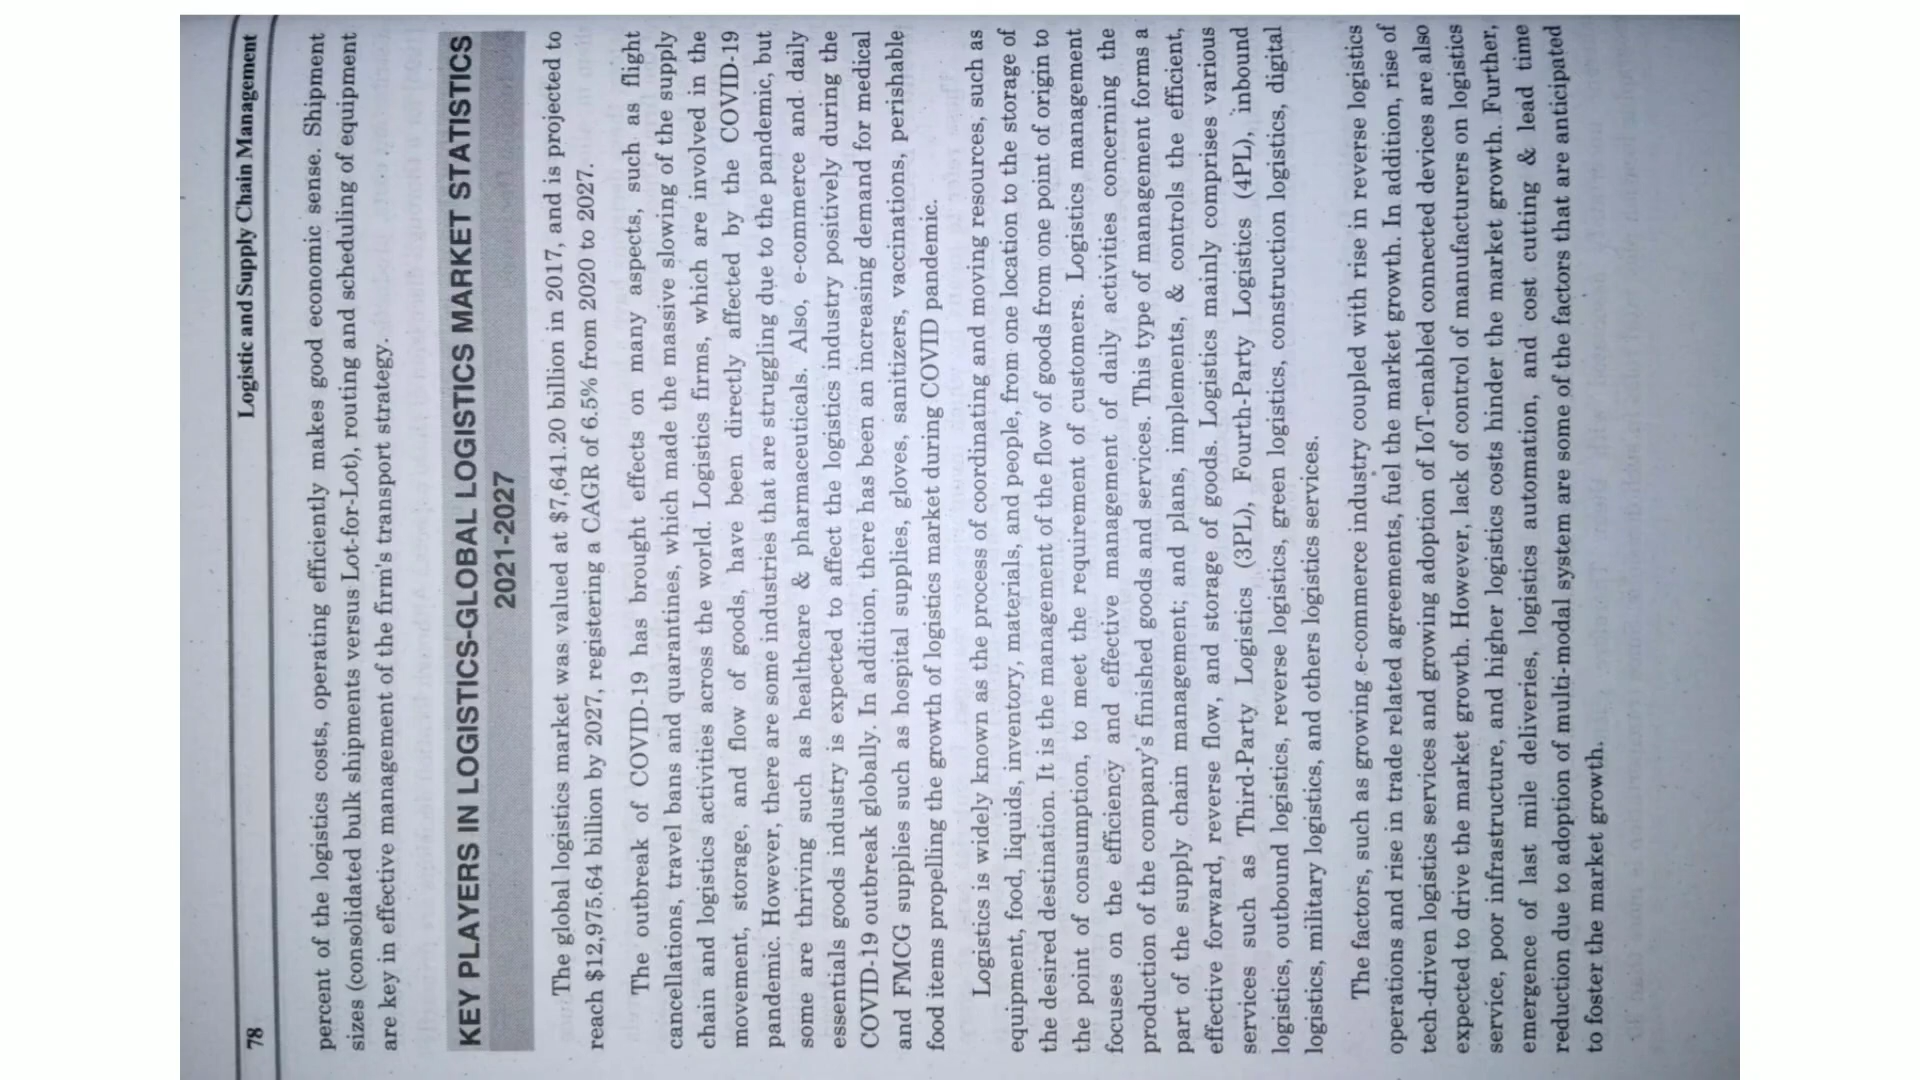 78 Logistic and Supply Chain Management
percent of the logistics costs, operating efficiently makes good economic sense. Shipment
sizes (consolidated bulk shipments versus Lot-for-Lot), routing and scheduling of equipment
are key in effective management of the firm's transport strategy.
KEY PLAYERS IN LOGISTICS-GLOBAL LOGISTICS MARKET STATISTICS
2021-2027
The global logistics market was valued at $7,641.20 billion in 2017, and is projected to
reach $12,975.64 billion by 2027, registering a CAGR of 6.5% from 2020 to 2027.
The outbreak of COVID-19 has brought effects on many aspects, such as flight
cancellations, travel bans and quarantines, which made the massive slowing of the supply
chain and logistics activities across the world. Logistics firms, which are involved in the
movement, storage, and flow of goods, have been directly affected by the COVID-19
pandemic. However, there are some industries that are struggling due to the pandemic, but
some are thriving such as healthcare & pharmaceuticals. Also, e-commerce and daily
essentials goods industry is expected to affect the logistics industry positively during the
COVID-19 outbreak globally. In addition, there has been an increasing demand for medical
and FMCG supplies such as hospital supplies, gloves, sanitizers, vaccinations, perishable
food items propelling the growth of logistics market during COVID pandemic.
Logistics is widely known as the process of coordinating and moving resources, such as
equipment, food, liquids, inventory, materials, and people, from one location to the storage of
the desired destination. It is the management of the flow of goods from one point of origin to
the point of consumption, to meet the requirement of customers. Logistics management
focuses on the efficiency and effective management of daily activities concerning the
production of the company's finished goods and services. This type of management forms a
part of the supply chain management; and plans, implements, & controls the efficient,
effective forward, reverse flow, and storage of goods. Logistics mainly comprises various
services such as Third-Party Logistics (3PL), Fourth-Party Logistics (4PL), inbound
logistics, outbound logistics, reverse logistics, green logistics, construction logistics, digital
logistics, military logistics, and others logistics services.
The factors, such as growing e-commerce industry coupled with rise in reverse logistics
operations and rise in trade related agreements, fuel the market growth. In addition, rise of
tech-driven logistics services and growing adoption of IoT-enabled connected devices are also
expected to drive the market growth. However, lack of control of manufacturers on logistics
service, poor infrastructure, and higher logistics costs hinder the market growth. Further,
emergence of last mile deliveries, logistics automation, and cost cutting & lead time
reduction due to adoption of multi-modal system are some of the factors that are anticipated
to foster the market growth.